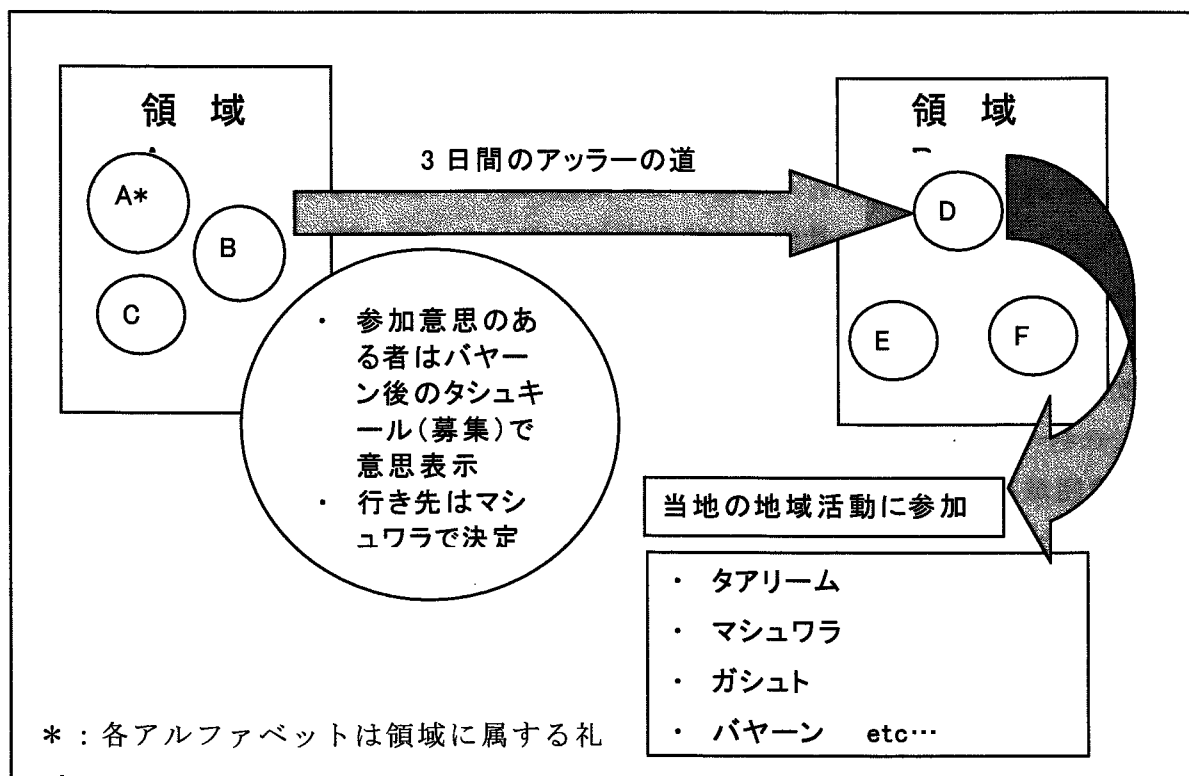 領 域
A*
B
C
3日間のアッラーの道
領 域
D
E
F
・ 参加意思のあ
る者はバヤー
ン後のタシュキ
ール(募集)で
意思表示
・ 行き先はマシ
ュワラで決定
当地の地域活動に参加
・ タアリーム
・ マシュワラ
・ ガシュト
・ バヤーン etc…
*:各アルファベットは領域に属する礼